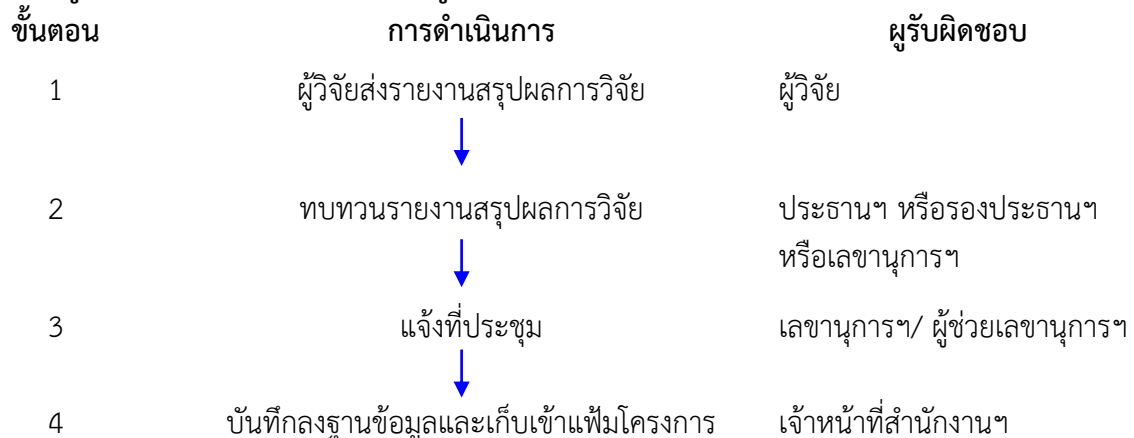 ขั้นตอน การดำเนินการ ผูรับผิดชอบ
1 ผู้วิจัยส่งรายงานสรุปผลการวิจัย ผู้วิจัย
2 ทบทวนรายงานสรุปผลการวิจัย ประธานฯ หรือรองประธานฯ
หรือเลขานุการฯ
3 แจ้งที่ประชุม เลขานุการฯ/ ผู้ช่วยเลขานุการฯ
4 บันทึกลงฐานข้อมูลและเก็บเข้าแฟ้มโครงการ เจ้าหน้าที่สำนักงานฯ